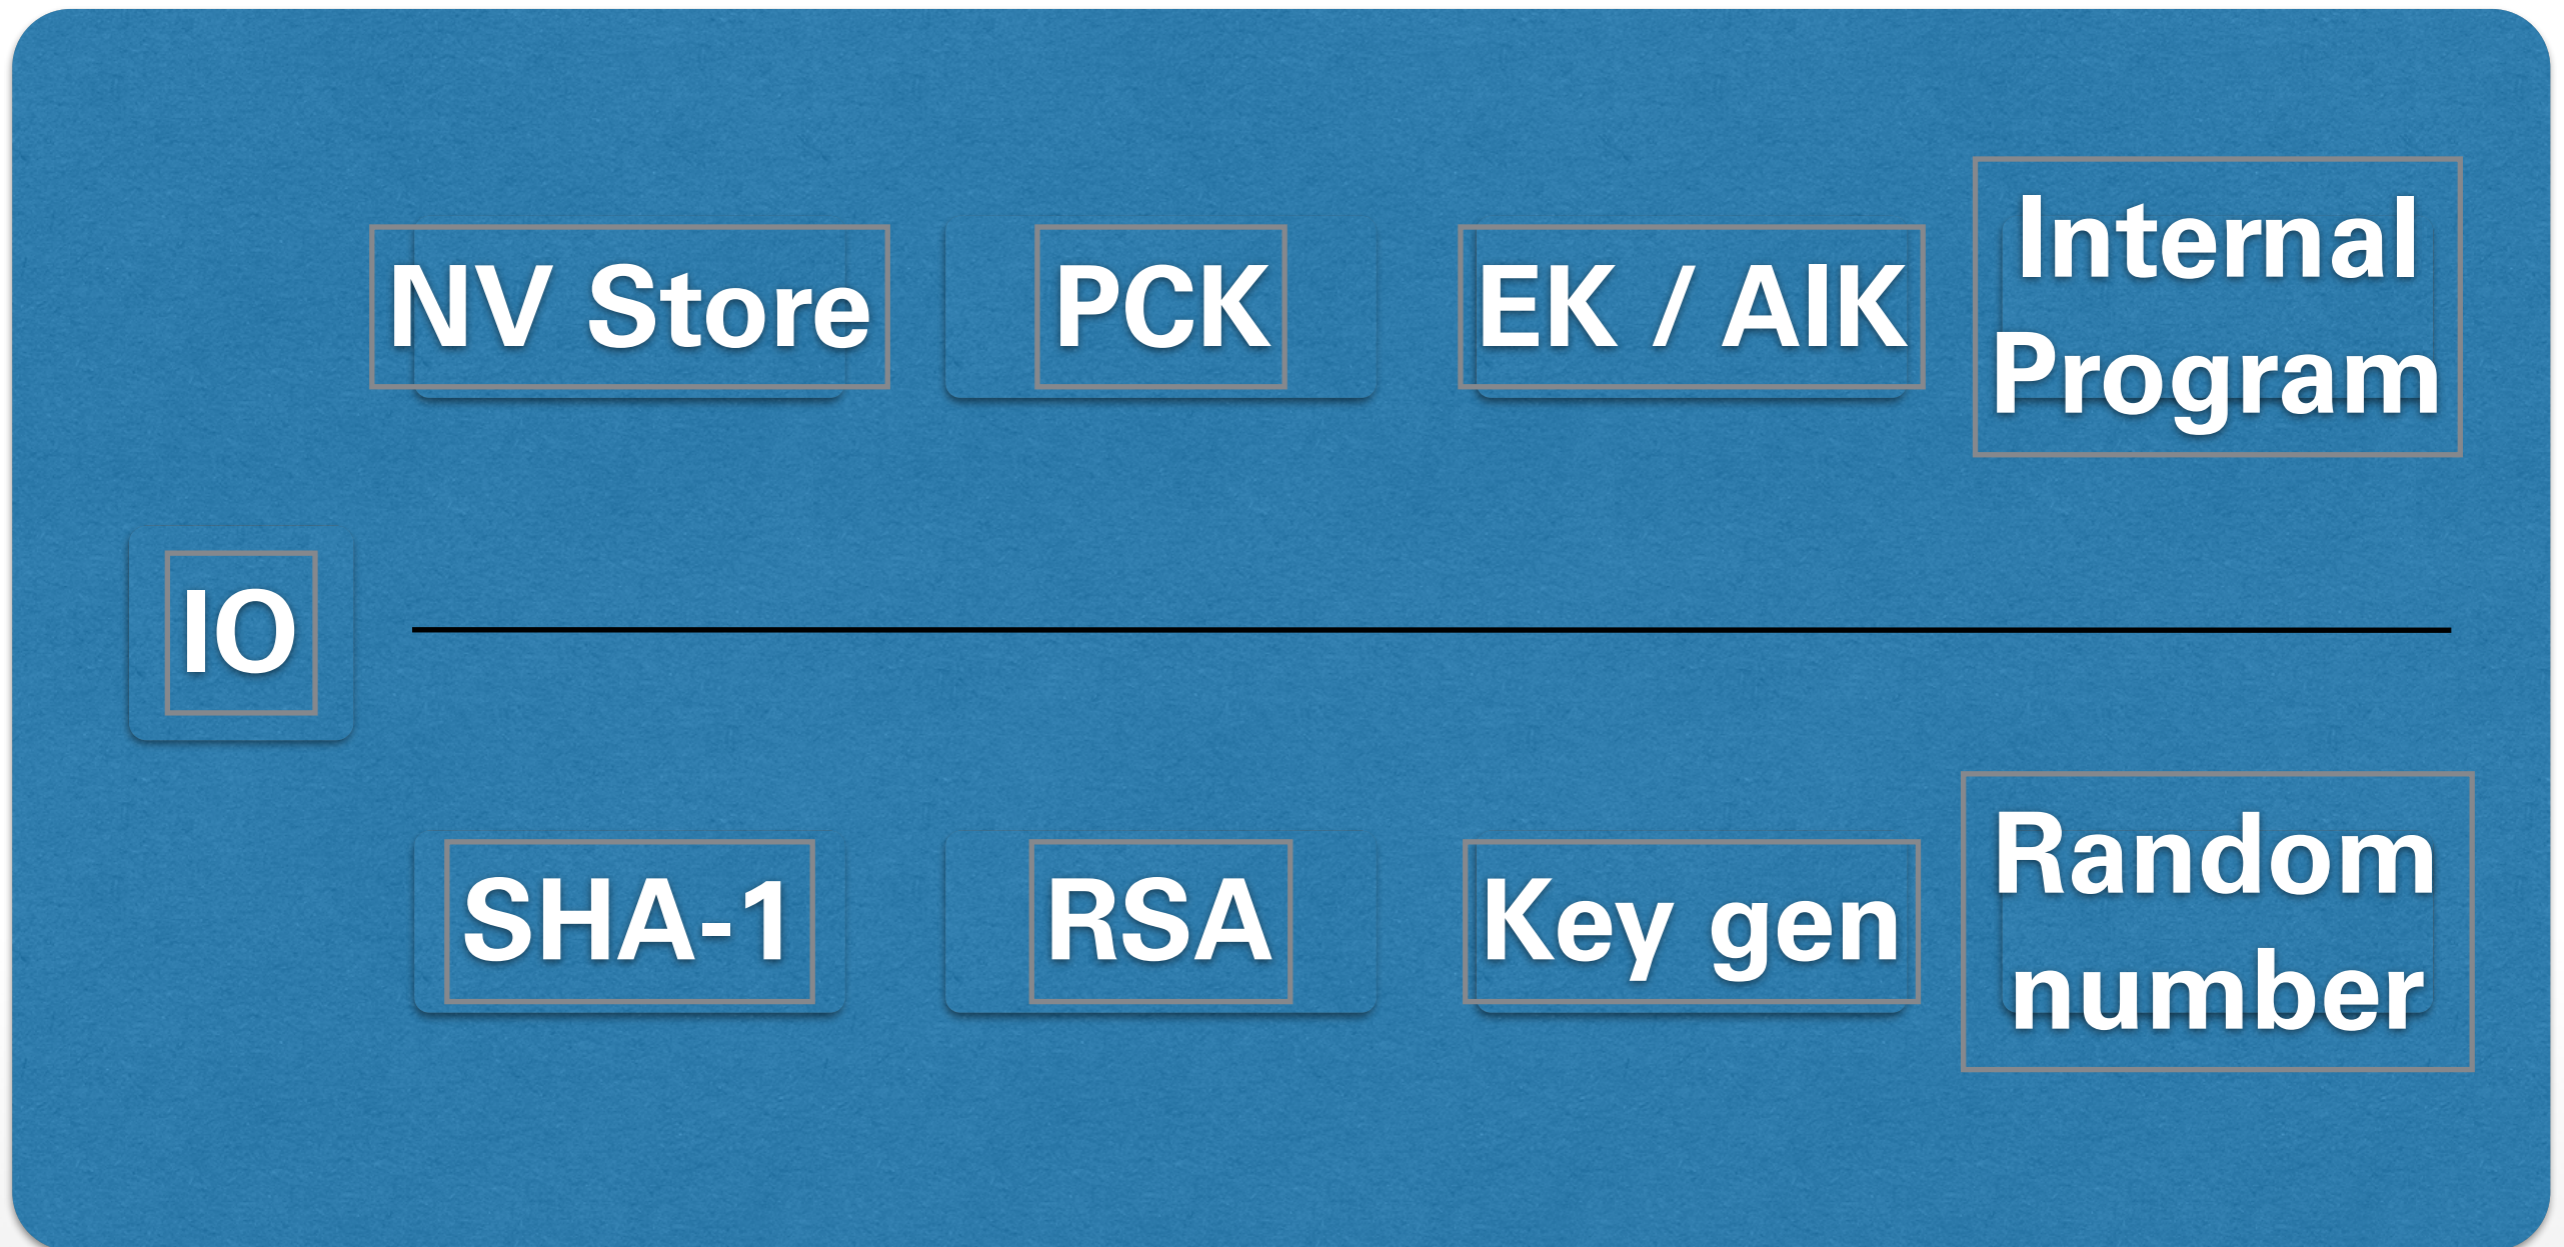 NV Store
PCK
EK / AIK
Internal
Program
IO
SHA-1
RSA
Key gen
Random
number